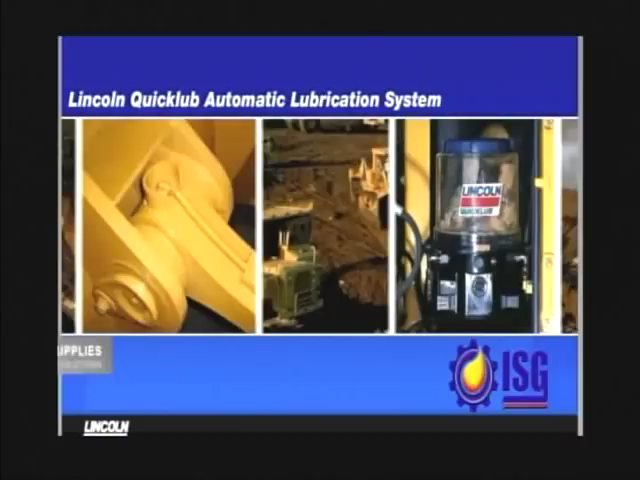 Lincoln Quicklub Automatic Lubrication System
LINCOLN
QUICKLUB
UPPLIES
ISG
LINCOLN